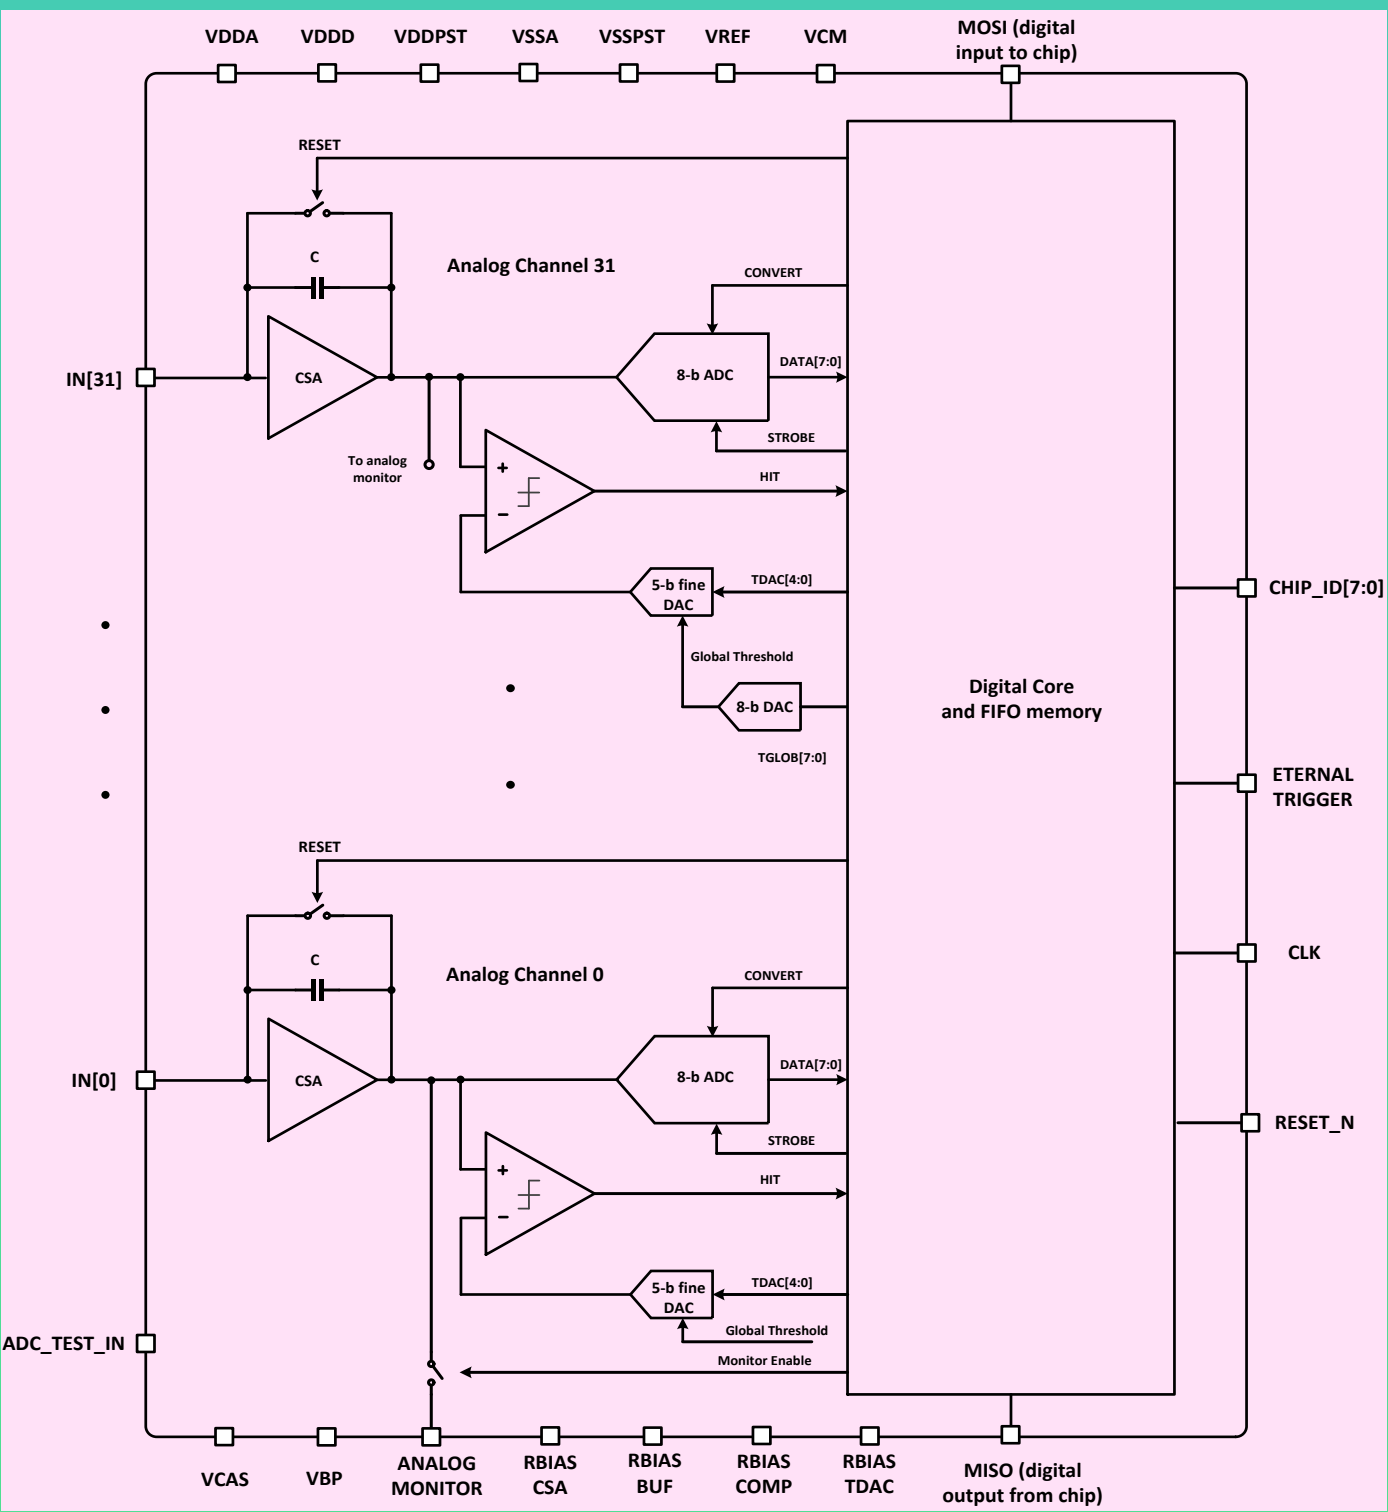 VDDA
VDDD
VDDPST
VSSA
VSSPST
VREF
VCM
MOSI (digital
input to chip)
RESET
C
Analog Channel 31
CONVERT
IN[31]
CSA
8-b ADC
DATA[7:0]
STROBE
To analog
monitor
+
−
HIT
5-b fine
DAC
TDAC[4:0]
CHIP_ID[7:0]
Global Threshold
8-b DAC
Digital Core
and FIFO memory
TGLOB[7:0]
ETERNAL
TRIGGER
RESET
C
Analog Channel 0
CONVERT
CLK
IN[0]
CSA
8-b ADC
DATA[7:0]
STROBE
RESET_N
+
−
HIT
5-b fine
DAC
TDAC[4:0]
Global Threshold
ADC_TEST_IN
Monitor Enable
VCAS
VBP
ANALOG
MONITOR
RBIAS
CSA
RBIAS
BUF
RBIAS
COMP
RBIAS
TDAC
MISO (digital
output from chip)